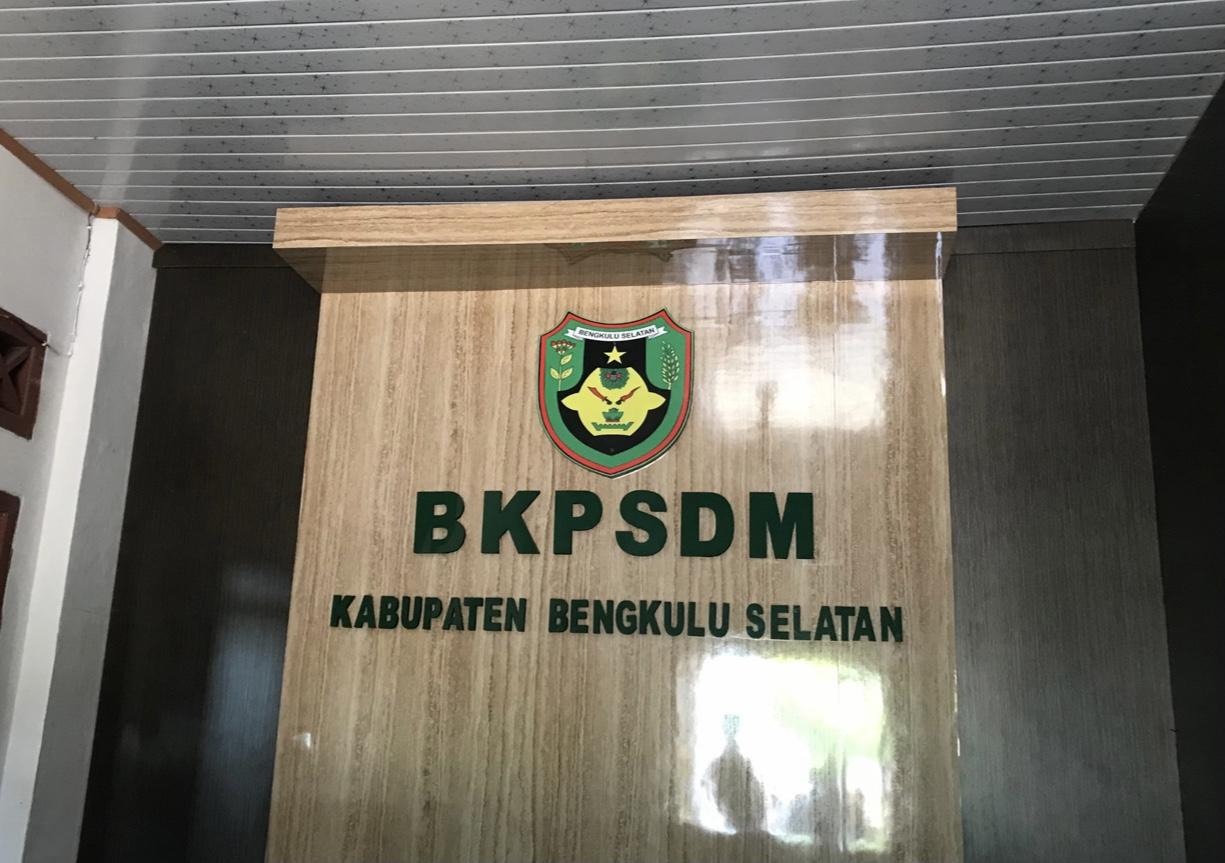 BENGKULU SELATAN
BKPSDM
KABUPATEN BENGKULU SELATAN